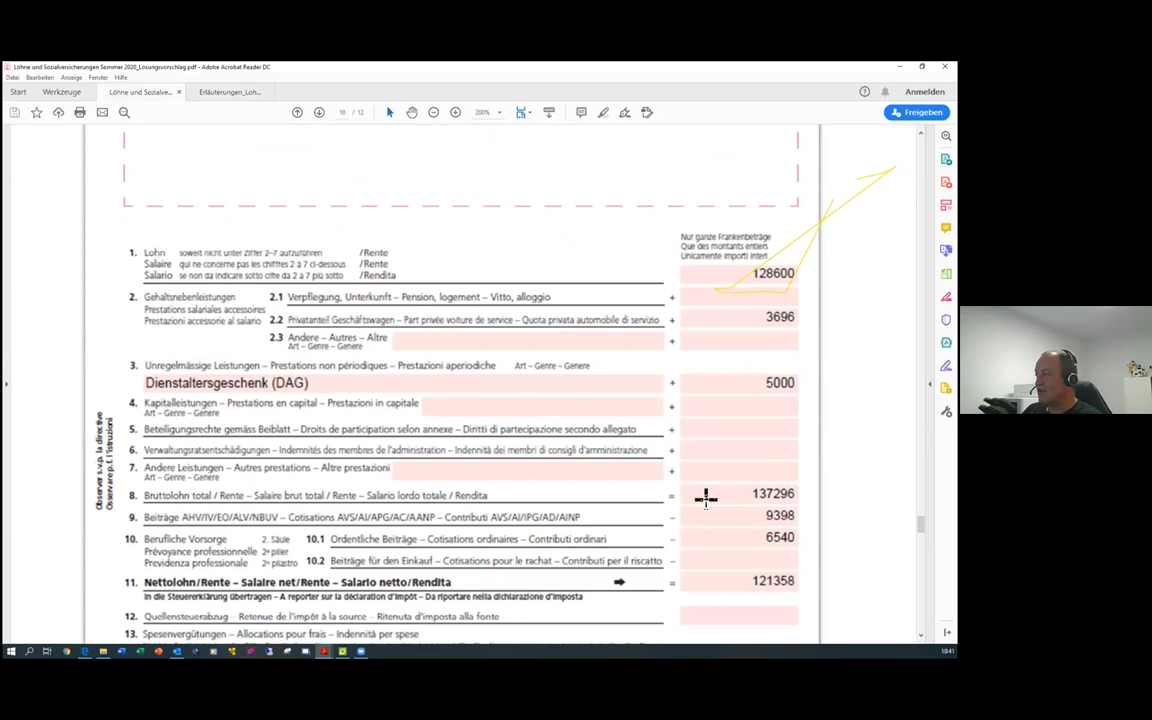 Löhne und Sozialversicherungen Semmer 2020_Lösungsvorschlag.pdf - Adobe Acrobat Reader DC
Datei Bearbeiten Anzeige Fenster Hilfe
Start Werkzeuge Löhne und Sozialve... × Erläuterungen_Loh... Anmelden
10 / 12 200% Freigeben
Nur ganze Frankenbeträge
Que des montants entiers
Unicamente importi interi
1. Lohn soweit nicht unter Ziffer 2–7 aufzuführen /Rente
Salaire qui ne concerne pas les chiffres 2 à 7 ci-dessous /Rente
Salario se non da indicare sotto cifre da 2 a 7 più sotto /Rendita 128600
2. Gehaltsnebenleistungen 2.1 Verpflegung, Unterkunft – Pension, logement – Vitto, alloggio +
Prestations salariales accessoires
Prestazioni accessorie al salario 2.2 Privatanteil Geschäftswagen – Part privée voiture de service – Quota privata automobile di servizio + 3696
2.3 Andere – Autres – Altre
Art – Genre – Genere +
3. Unregelmässige Leistungen – Prestations non périodiques – Prestazioni aperiodiche Art – Genre – Genere
Dienstaltersgeschenk (DAG) + 5000
4. Kapitalleistungen – Prestations en capital – Prestazioni in capitale
Art – Genre – Genere +
5. Beteiligungsrechte gemäss Beiblatt – Droits de participation selon annexe – Diritti di partecipazione secondo allegato +
6. Verwaltungsratsentschädigungen – Indemnités des membres de l'administration – Indennità dei membri di consigli d'amministrazione +
7. Andere Leistungen – Autres prestations – Altre prestazioni
Art – Genre – Genere +
8. Bruttolohn total / Rente – Salaire brut total / Rente – Salario lordo totale / Rendita = 137296
9. Beiträge AHV/IV/EO/ALV/NBUV – Cotisations AVS/AI/APG/AC/AANP – Contributi AVS/AI/IPG/AD/AINP – 9398
10. Berufliche Vorsorge 2. Säule 10.1 Ordentliche Beiträge – Cotisations ordinaires – Contributi ordinari – 6540
Prévoyance professionnelle 2e pilier
Previdenza professionale 2o pilastro 10.2 Beiträge für den Einkauf – Cotisations pour le rachat – Contributi per il riscatto –
11. Nettolohn/Rente – Salaire net/Rente – Salario netto/Rendita = 121358
In die Steuererklärung übertragen – A reporter sur la déclaration d'impôt – Da riportare nella dichiarazione d'imposta
12. Quellensteuerabzug – Retenue de l'impôt à la source – Ritenuta d'imposta alla fonte
13. Spesenvergütungen – Allocations pour frais – Indennità per spese
Observer s.v.p. la directive
Osservare p.f. l'istruzioni
18:41